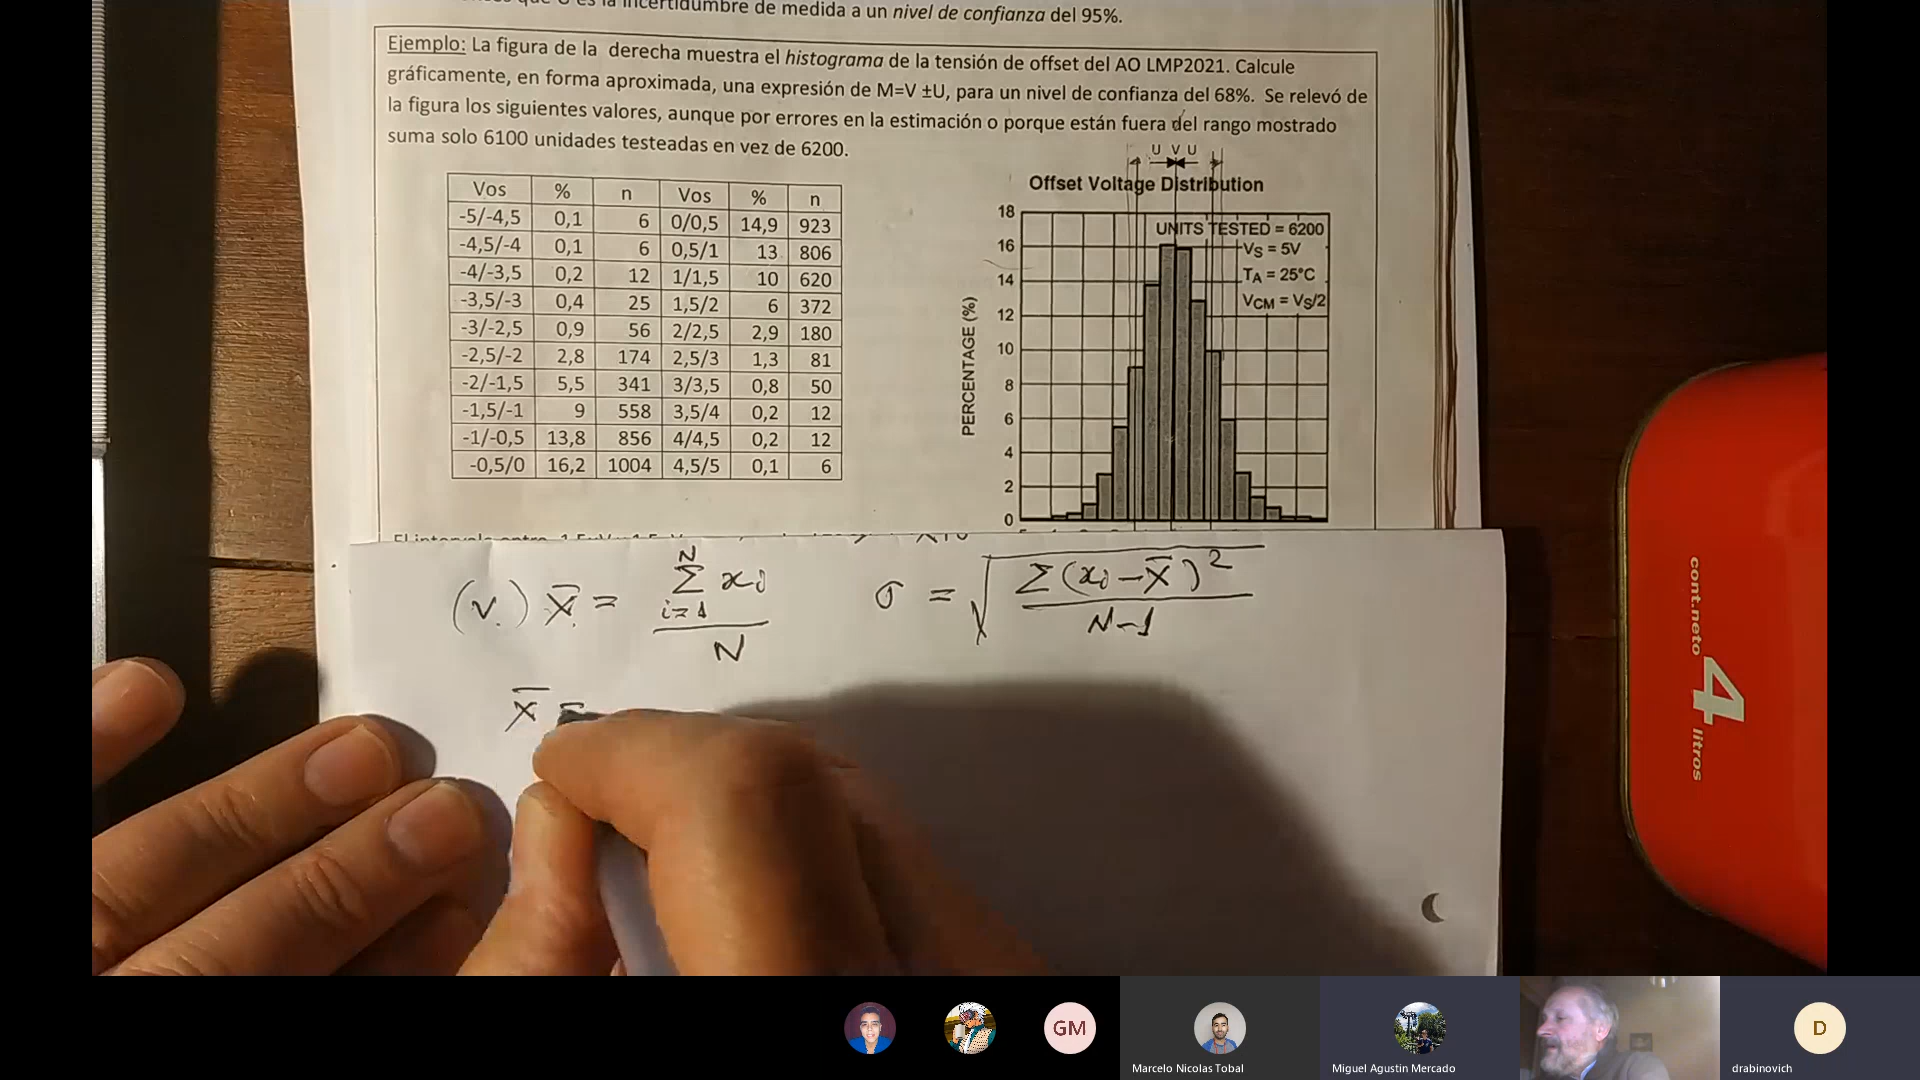 que U es la incertidumbre de medida a un nivel de confianza del 95%.
Ejemplo: La figura de la derecha muestra el histograma de la tensión de offset del AO LMP2021. Calcule
gráficamente, en forma aproximada, una expresión de M=V ±U, para un nivel de confianza del 68%. Se relevó de
la figura los siguientes valores, aunque por errores en la estimación o porque están fuera del rango mostrado
suma solo 6100 unidades testeadas en vez de 6200.
Vos % n Vos % n
-5/-4,5 0,1 6 0/0,5 14,9 923
-4,5/-4 0,1 6 0,5/1 13 806
-4/-3,5 0,2 12 1/1,5 10 620
-3,5/-3 0,4 25 1,5/2 6 372
-3/-2,5 0,9 56 2/2,5 2,9 180
-2,5/-2 2,8 174 2,5/3 1,3 81
-2/-1,5 5,5 341 3/3,5 0,8 50
-1,5/-1 9 558 3,5/4 0,2 12
-1/-0,5 13,8 856 4/4,5 0,2 12
-0,5/0 16,2 1004 4,5/5 0,1 6
U V U
Offset Voltage Distribution
18
16
14
12
10
8
6
4
2
0
PERCENTAGE (%)
UNITS TESTED = 6200
VS = 5V
TA = 25°C
VCM = VS/2
(V.) x̄ = N Σ i=1 xi / N
σ = √ Σ(xi - x̄)² / N-1
x̄ =
cont.neto
4
litros
GM
D
Marcelo Nicolas Tobal
Miguel Agustin Mercado
drabinovich